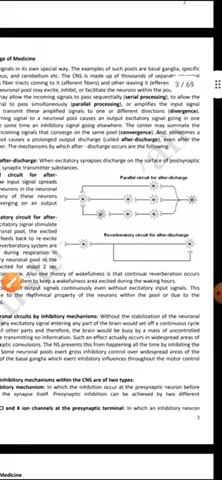 2
ge of Medicine
signals in its own special way. The examples of such pools are basal ganglia, specific
us, and cerebellum etc. The CNS is made up of thousands of separate
s fiber tracts coming to it (afferent fibers) and other leaving it (efferen
neuronal pool may excite, inhibit, or facilitate the neurons within the poo
3 / 69
may allow the incoming signals to pass sequentially (serial processing), to allow the
nal to pass simultaneously (parallel processing), or amplifies the input signal
transmit these amplified signals to one or different directions (divergence).
ming signal to a neuronal pool causes an output excitatory signal going in one
e same time an inhibitory signal going elsewhere. The center may summate the
ncoming signals that converge on the same pool (convergence). And, sometimes a
ool causes a prolonged output discharge (called after-discharge), even after the
er. The mechanisms by which after - discharge occurs are the following:
after-discharge: When excitatory synapses discharge on the surface of postsynaptic
synaptic transmitter substances.
circuit for after-
Parallel circuit for after-discharge
e input signal spreads
neurons in the neuronal
ny of these neurons
verging on an output
atory circuit for after-
citatory signal stimulate
ronal pool, the excited
feeds back to re-excite
Reverberatory circuit for after-discharge
everberatory system are
during respiration in
y neuronal pool in the
xcited for about 2 sec
cycle. Also one theory of wakefulness is that continual reverberation occurs
stem to keep a wakefulness area excited during the waking hours.
output signals continuously even without excitatory input signals. This
e to the rhythmical property of the neurons within the pool or due to the
ronal circuits by inhibitory mechanisms: Without the stabilization of the neuronal
any excitatory signal entering any part of the brain would set off a continuous cycle
ll other parts and therefore, the brain would be busy by a mass of uncontrolled
e transmitting no information. Such an effect actually occurs in widespread areas of
eptic convulsions. The NS prevents this from happening all the time by inhibiting the
Some neuronal pools exert gross inhibitory control over widespread areas of the
of the basal ganglia which exert inhibitory influences throughout the motor control
inhibitory mechanisms within the CNS are of two types:
bitory mechanism: In which the inhibition occur at the presynaptic neuron before
the synapse itself. Presynaptic inhibition can be achieved by two different
Cl and K ion channels at the presynaptic terminal: In which an inhibitory neuron
3
Medicine